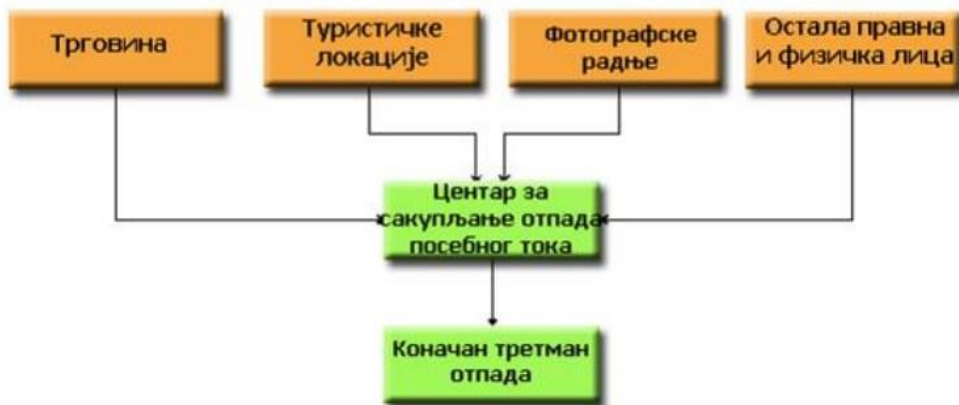 Трговина
Туристичке
локације
Фотографске
радње
Остала правна
и физичка лица
Центар за
сакупљање отпада
посебног тока
Коначан третман
отпада